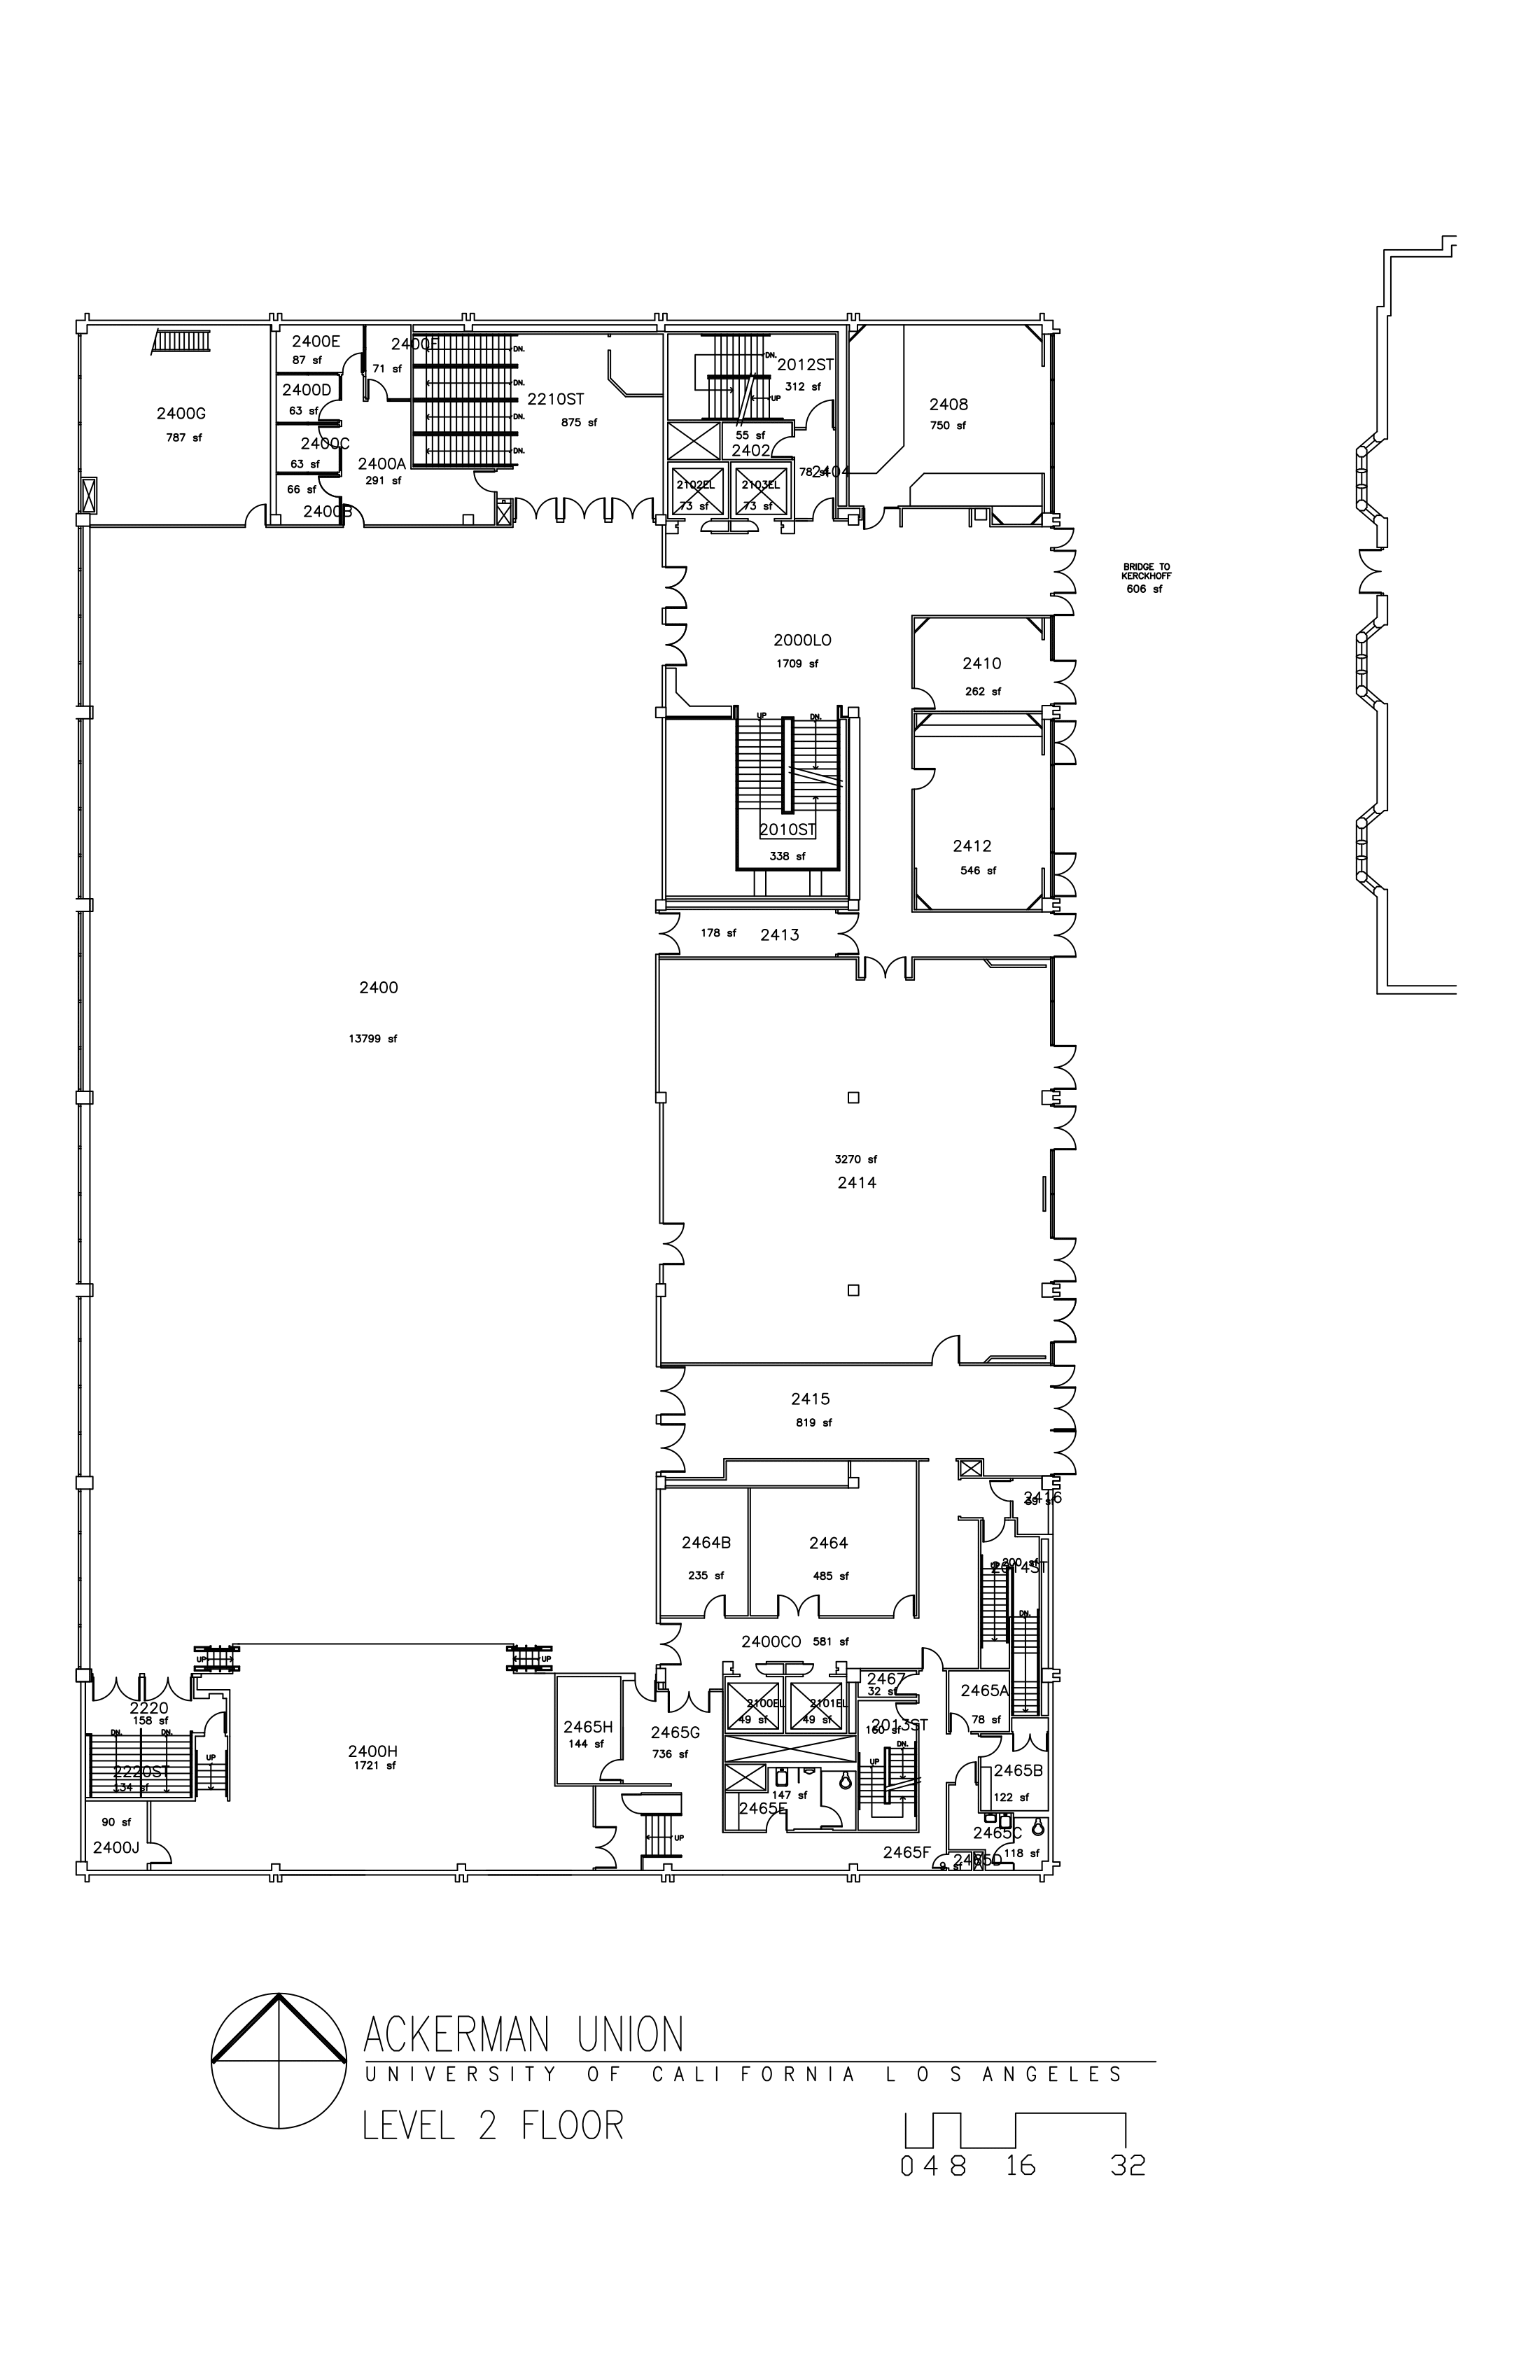 2400E
87 sf
2400F
71 sf
DN.
DN.
DN.
DN.
2400D
63 sf
2400G
787 sf
2400C
63 sf
2400A
291 sf
66 sf
2400B
2210ST
875 sf
DN.
2012ST
312 sf
UP
55 sf
2402
78 sf
2404
2102EL
73 sf
2103EL
73 sf
2408
750 sf
BRIDGE TO
KERCKHOFF
606 sf
2000LO
1709 sf
2410
262 sf
UP
DN.
2010ST
338 sf
2412
546 sf
178 sf
2413
2400
13799 sf
3270 sf
2414
2415
819 sf
2416
2464B
235 sf
2464
485 sf
200 sf
2014ST
DN.
2400CO
581 sf
UP
UP
2467
32 sf
2465A
78 sf
2220
158 sf
DN.
DN.
UP
2220ST
134 sf
2400H
1721 sf
2465H
144 sf
2465G
736 sf
2100EL
49 sf
2101EL
49 sf
2013ST
160 sf
DN.
UP
2465B
122 sf
147 sf
2465E
90 sf
2400J
UP
2465F
2465C
118 sf
2465D
9 sf
ACKERMAN UNION
UNIVERSITY OF CALIFORNIA LOS ANGELES
LEVEL 2 FLOOR
0 4 8 16 32